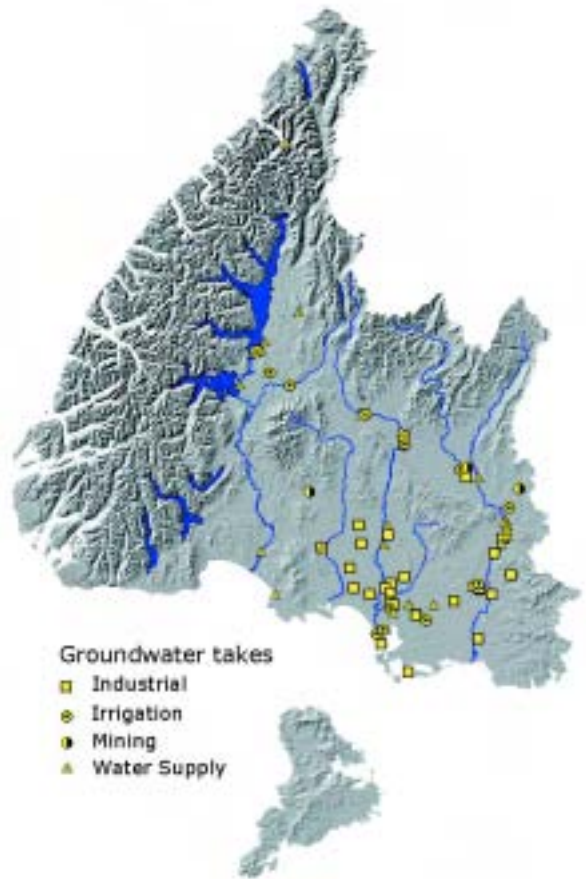 Groundwater takes
Industrial
Irrigation
Mining
Water Supply